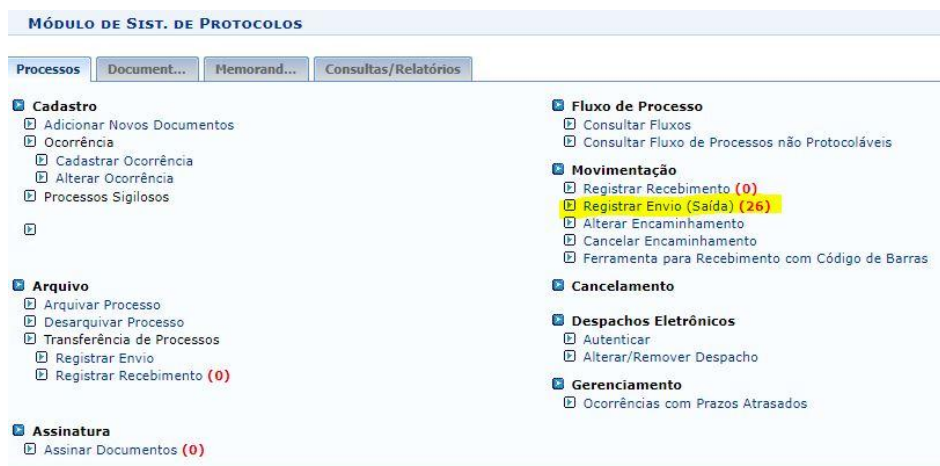 MÓDULO DE SIST. DE PROTOCOLOS
Processos Document... Memorand... Consultas/Relatórios
Cadastro
Adicionar Novos Documentos
Ocorrência
Cadastrar Ocorrência
Alterar Ocorrência
Processos Sigilosos
Arquivo
Arquivar Processo
Desarquivar Processo
Transferência de Processos
Registrar Envio
Registrar Recebimento (0)
Assinatura
Assinar Documentos (0)
Fluxo de Processo
Consultar Fluxos
Consultar Fluxo de Processos não Protocoláveis
Movimentação
Registrar Recebimento (0)
Registrar Envio (Saída) (26)
Alterar Encaminhamento
Cancelar Encaminhamento
Ferramenta para Recebimento com Código de Barras
Cancelamento
Despachos Eletrônicos
Autenticar
Alterar/Remover Despacho
Gerenciamento
Ocorrências com Prazos Atrasados